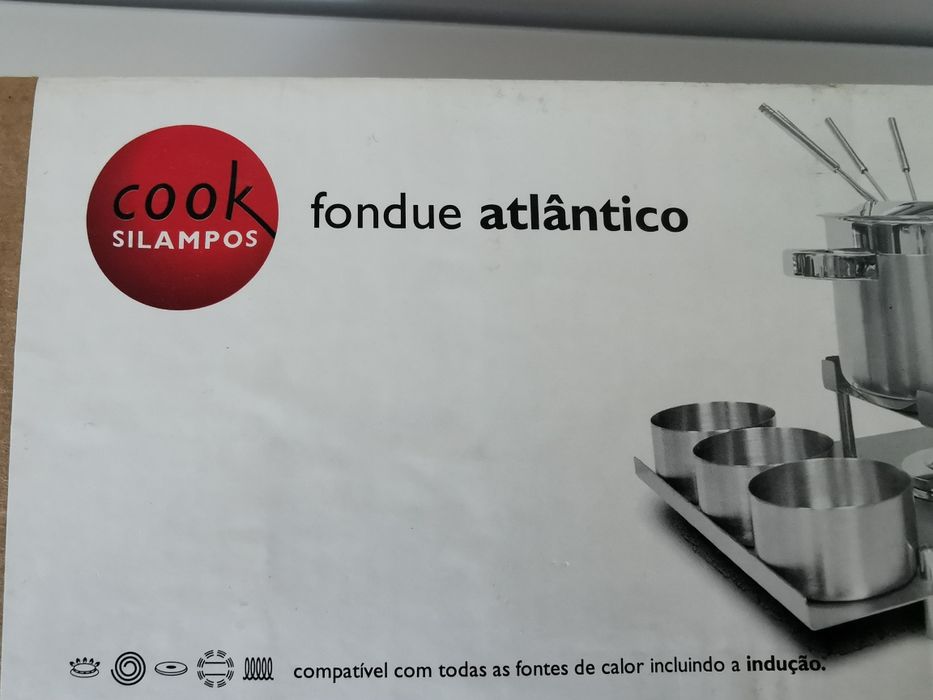 cook
SILAMPOS
fondue atlântico
compatível com todas as fontes de calor incluindo a indução.